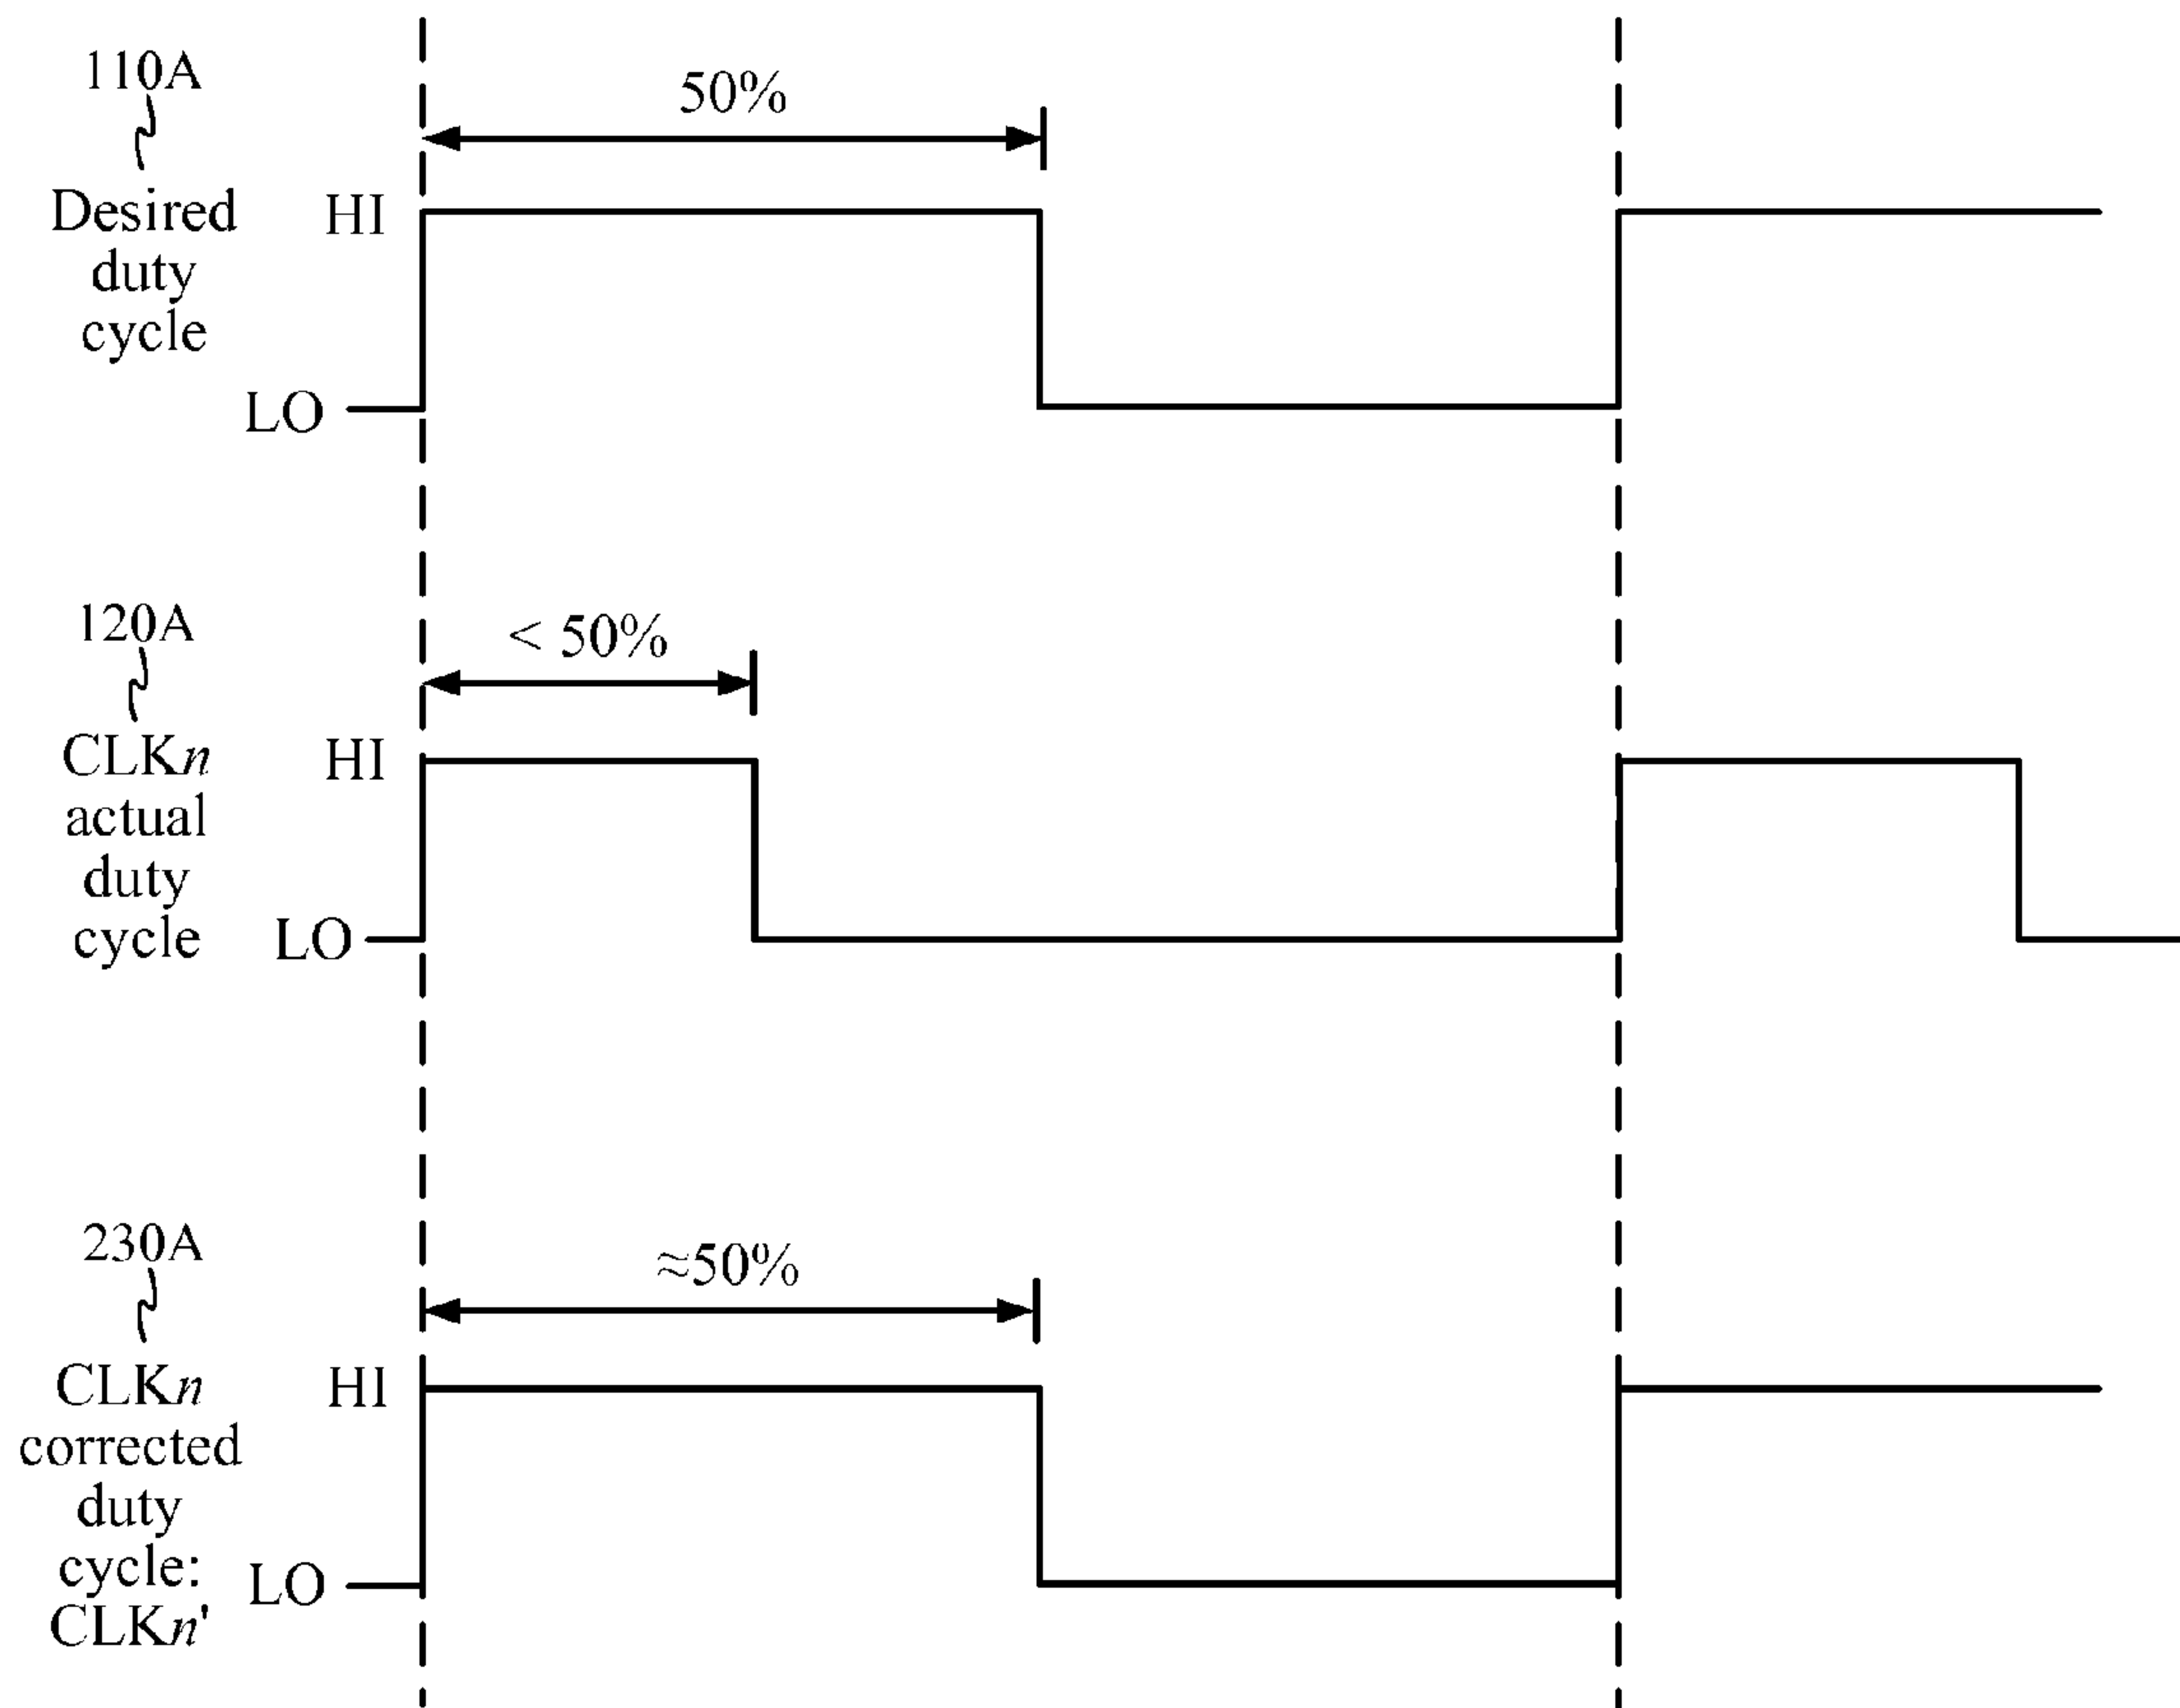 110A
50%
Desired
duty
cycle
HI
LO
120A
< 50%
CLKn
actual
duty
cycle
HI
LO
230A
≈50%
CLKn
corrected
duty
cycle:
CLKn'
HI
LO